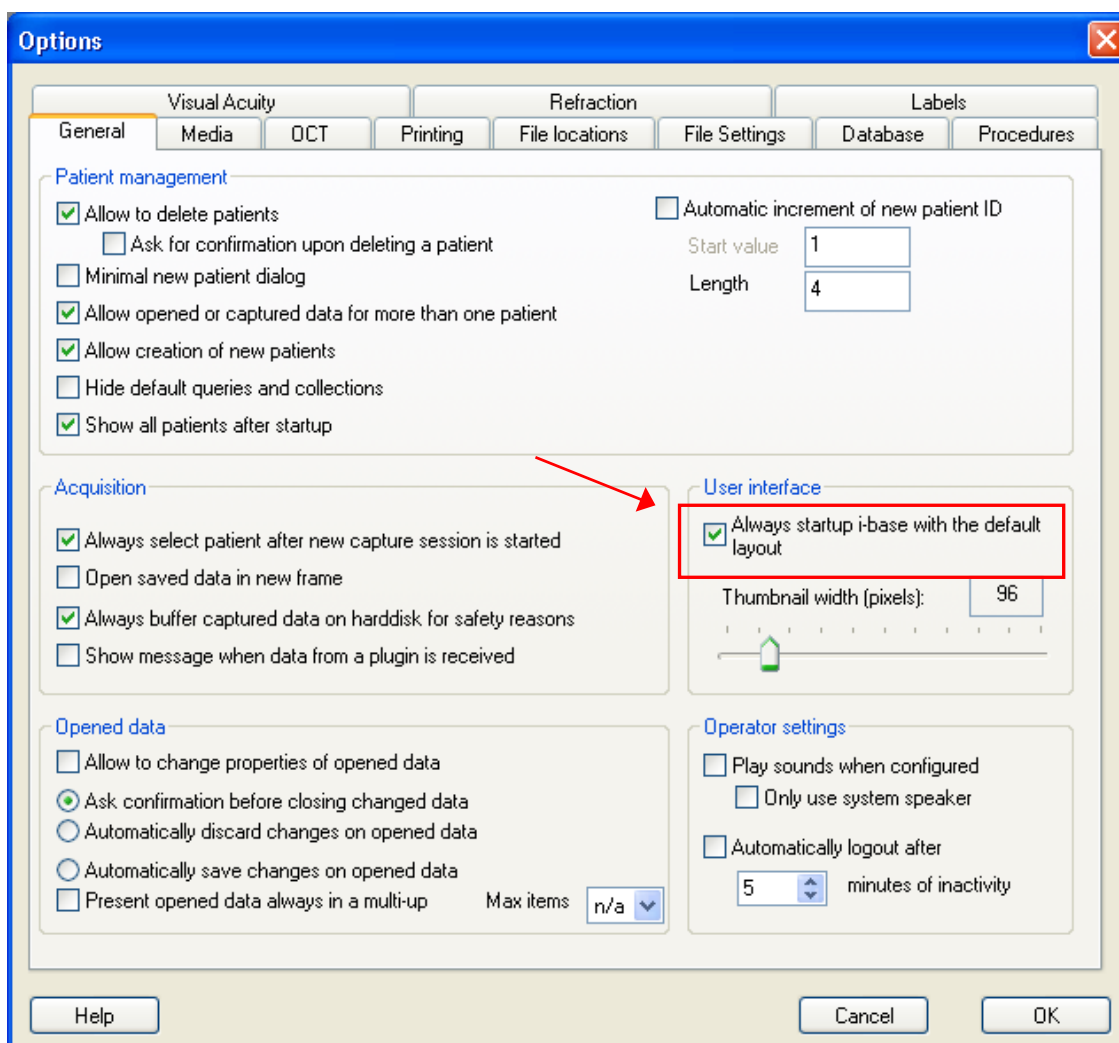 Options
Visual Acuity
Refraction
Labels
General
Media
OCT
Printing
File locations
File Settings
Database
Procedures
Patient management
Allow to delete patients
Ask for confirmation upon deleting a patient
Minimal new patient dialog
Allow opened or captured data for more than one patient
Allow creation of new patients
Hide default queries and collections
Show all patients after startup
Automatic increment of new patient ID
Start value
1
Length
4
Acquisition
Always select patient after new capture session is started
Open saved data in new frame
Always buffer captured data on harddisk for safety reasons
Show message when data from a plugin is received
User interface
Always startup i-base with the default
layout
Thumbnail width (pixels):
96
Opened data
Allow to change properties of opened data
Ask confirmation before closing changed data
Automatically discard changes on opened data
Automatically save changes on opened data
Present opened data always in a multi-up
Max items
n/a
Operator settings
Play sounds when configured
Only use system speaker
Automatically logout after
5
minutes of inactivity
Help
Cancel
OK